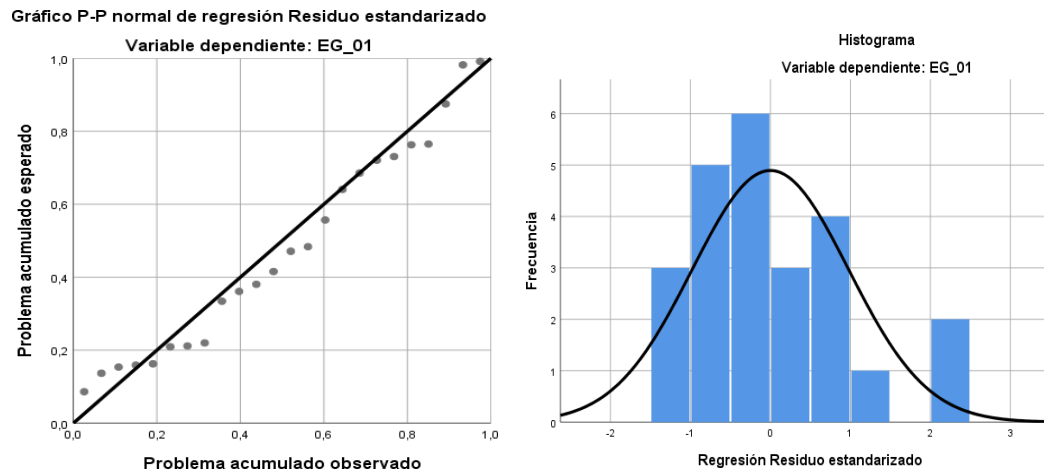 Gráfico P-P normal de regresión Residuo estandarizado
Variable dependiente: EG_01
Problema acumulado esperado
1,0
0,8
0,6
0,4
0,2
0,0
0,0 0,2 0,4 0,6 0,8 1,0
Problema acumulado observado
Histograma
Variable dependiente: EG_01
Frecuencia
6
5
4
3
2
1
0
-2 -1 0 1 2 3
Regresión Residuo estandarizado